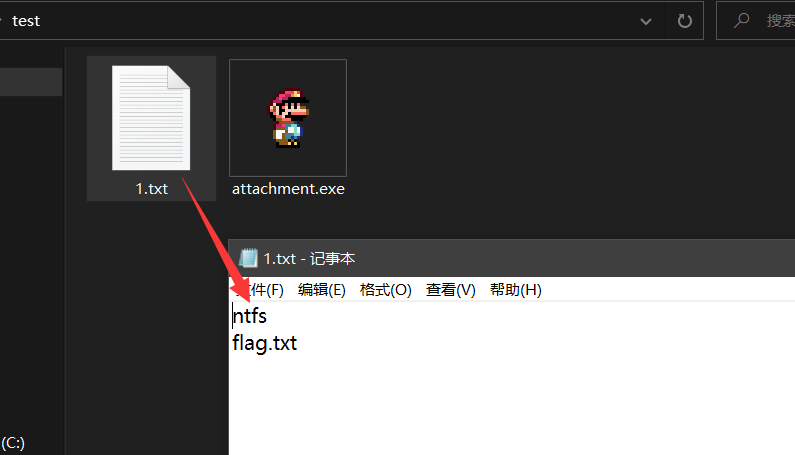 test
搜索
1.txt
attachment.exe
1.txt - 记事本
件(F) 编辑(E) 格式(O) 查看(V) 帮助(H)
ntfs
flag.txt
(C:)